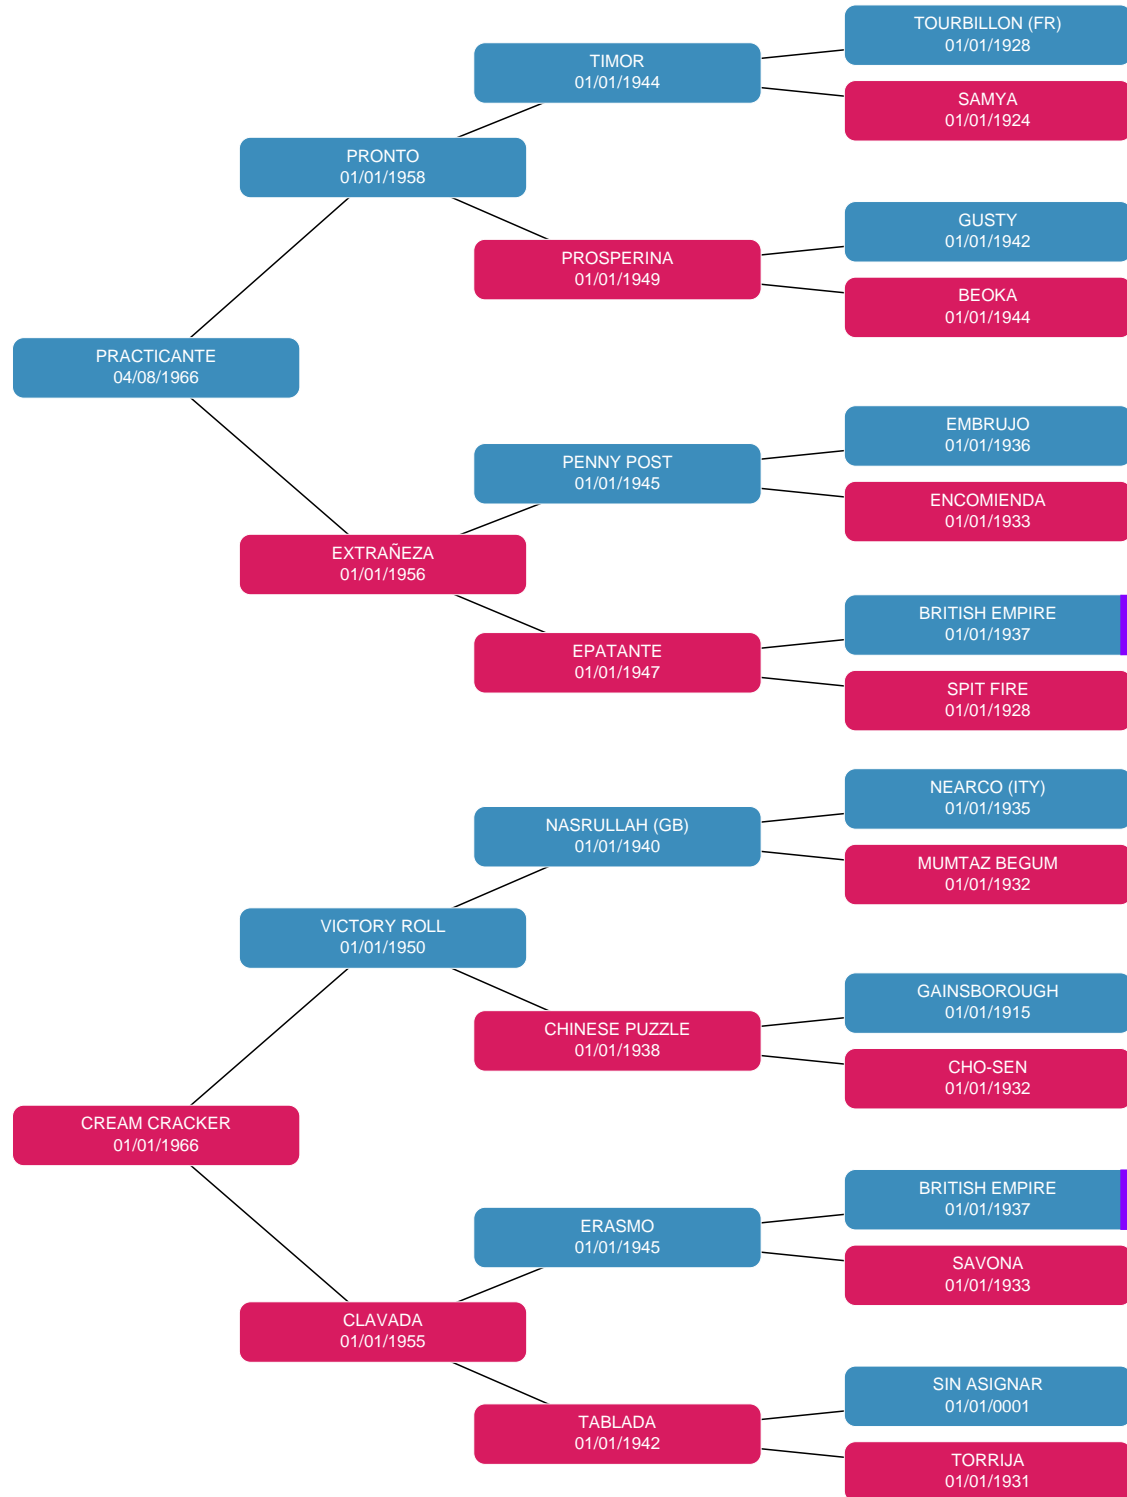 TOURBILLON (FR)
01/01/1928
TIMOR
01/01/1944
SAMYA
01/01/1924
PRONTO
01/01/1958
GUSTY
01/01/1942
PROSPERINA
01/01/1949
BEOKA
01/01/1944
PRACTICANTE
04/08/1966
EMBRUJO
01/01/1936
PENNY POST
01/01/1945
ENCOMIENDA
01/01/1933
EXTRAÑEZA
01/01/1956
BRITISH EMPIRE
01/01/1937
EPATANTE
01/01/1947
SPIT FIRE
01/01/1928
NEARCO (ITY)
01/01/1935
NASRULLAH (GB)
01/01/1940
MUMTAZ BEGUM
01/01/1932
VICTORY ROLL
01/01/1950
GAINSBOROUGH
01/01/1915
CHINESE PUZZLE
01/01/1938
CHO-SEN
01/01/1932
CREAM CRACKER
01/01/1966
BRITISH EMPIRE
01/01/1937
ERASMO
01/01/1945
SAVONA
01/01/1933
CLAVADA
01/01/1955
SIN ASIGNAR
01/01/0001
TABLADA
01/01/1942
TORRIJA
01/01/1931